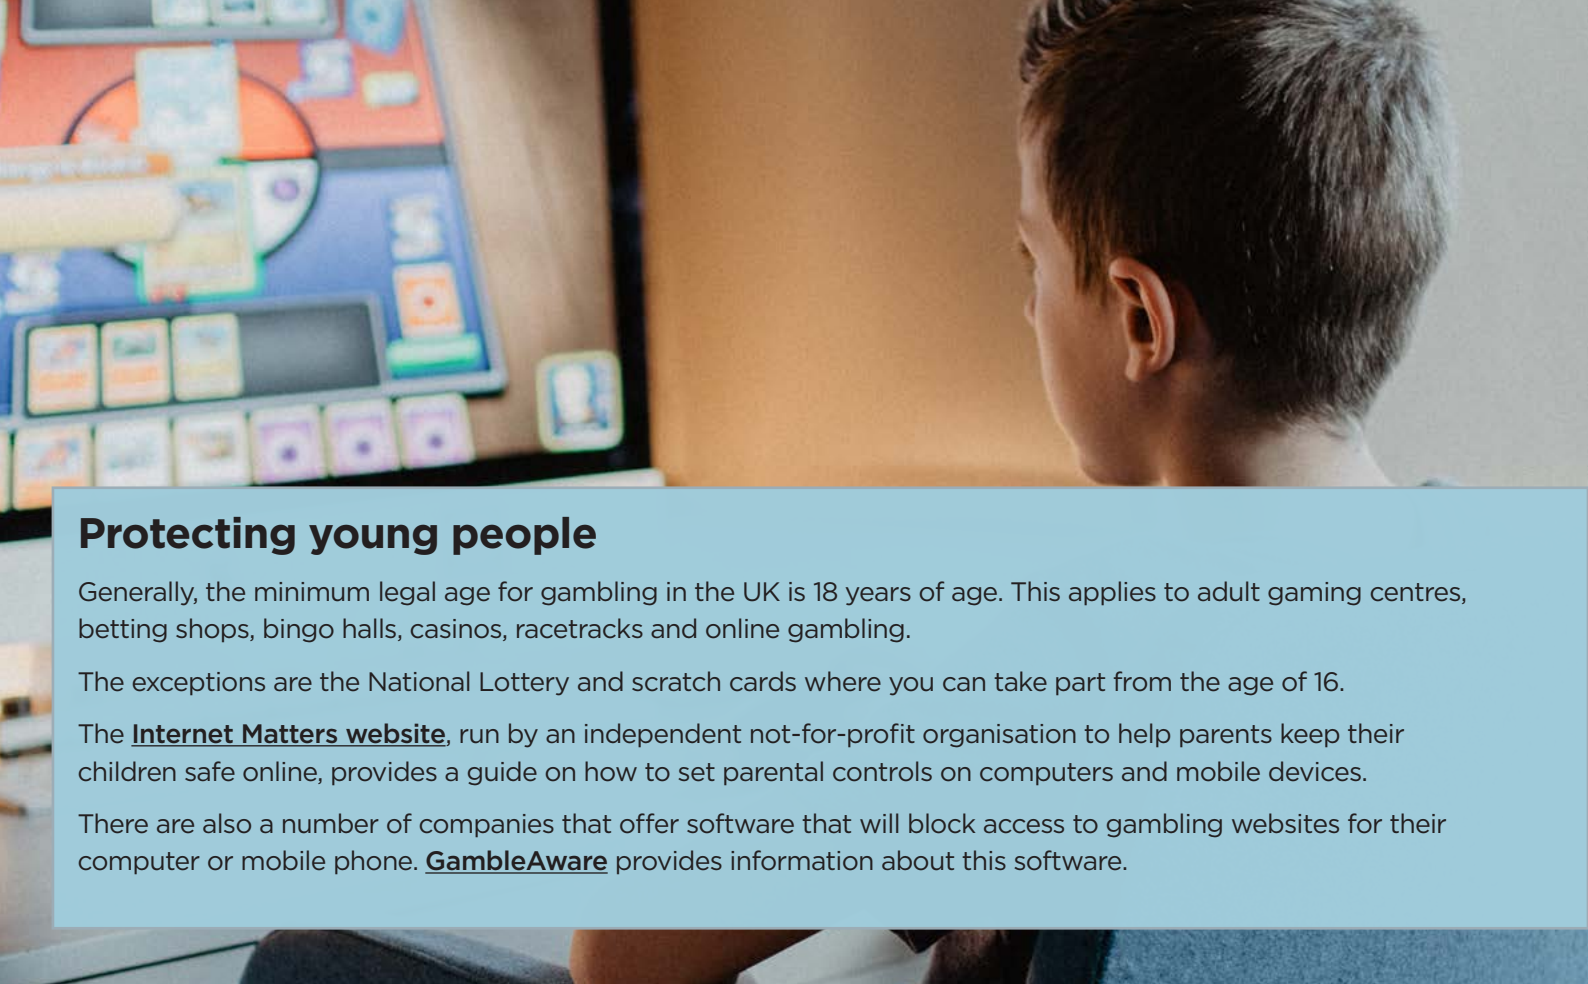 Protecting young people
Generally, the minimum legal age for gambling in the UK is 18 years of age. This applies to adult gaming centres,
betting shops, bingo halls, casinos, racetracks and online gambling.
The exceptions are the National Lottery and scratch cards where you can take part from the age of 16.
The Internet Matters website, run by an independent not-for-profit organisation to help parents keep their
children safe online, provides a guide on how to set parental controls on computers and mobile devices.
There are also a number of companies that offer software that will block access to gambling websites for their
computer or mobile phone. GambleAware provides information about this software.